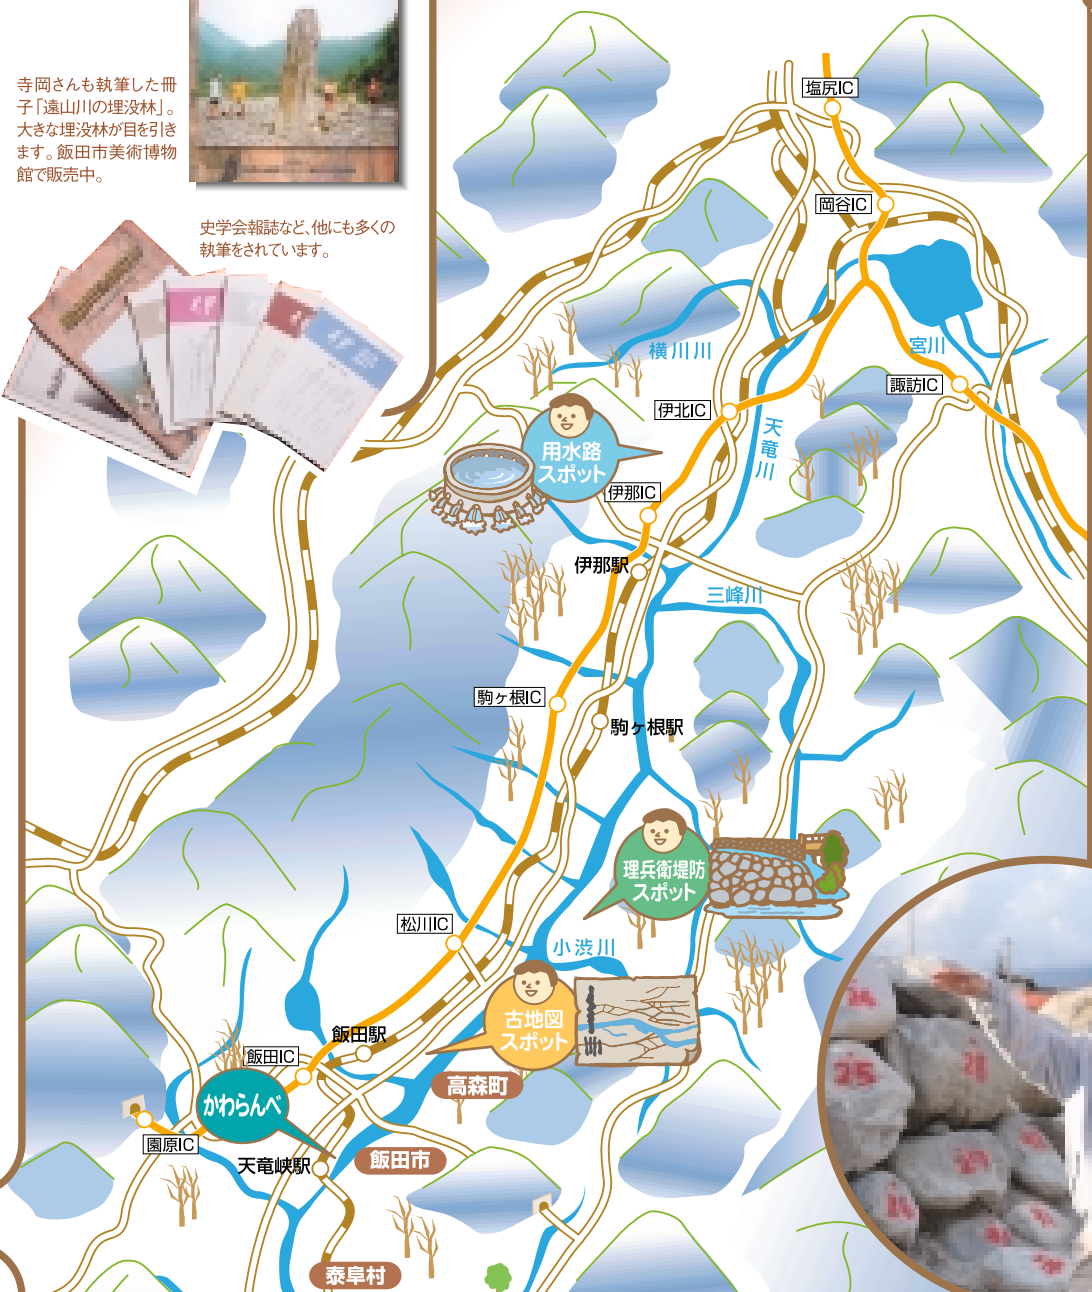 寺岡さんも執筆した冊
子「遠山川の埋没林」。
大きな埋没林が目を引き
ます。飯田市美術博物
館で販売中。
史学会報誌など、他にも多くの
執筆をされています。
塩尻IC
岡谷IC
横川川
宮川
諏訪IC
伊北IC
天竜川
用水路
スポット
伊那IC
伊那駅
三峰川
駒ヶ根IC
駒ヶ根駅
理兵衛堤防
スポット
松川IC
小渋川
古地図
スポット
飯田駅
飯田IC
高森町
かわらんべ
園原IC
天竜峡駅
飯田市
泰阜村
25